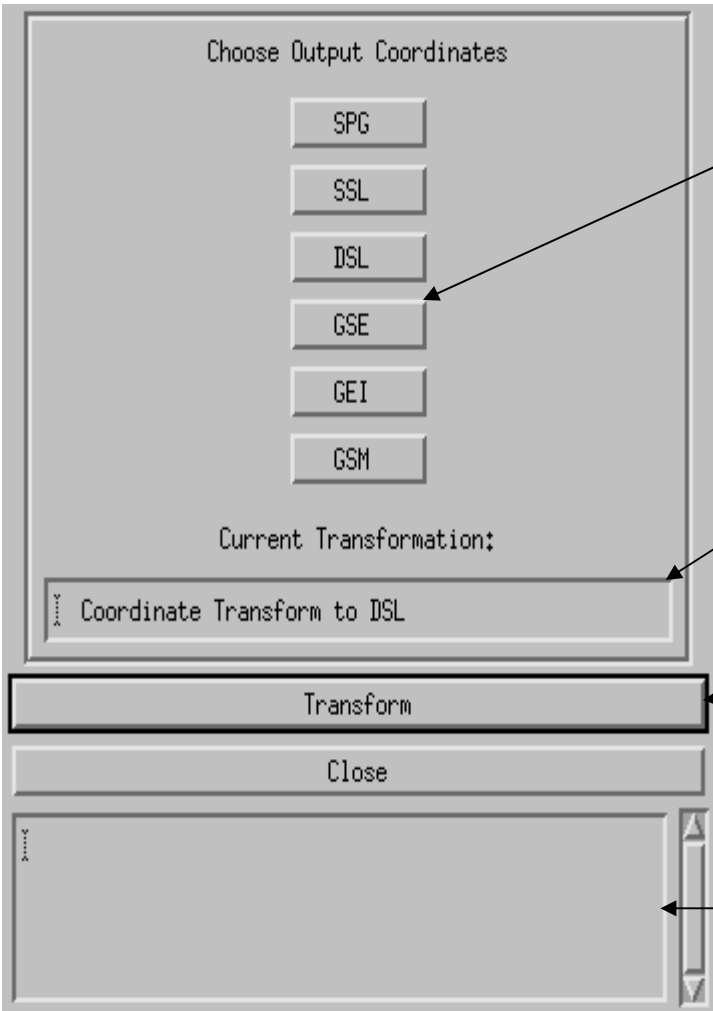 Choose Output Coordinates
SPG
SSL
DSL
GSE
GEI
GSM
Current Transformation:
Coordinate Transform to DSL
Transform
Close